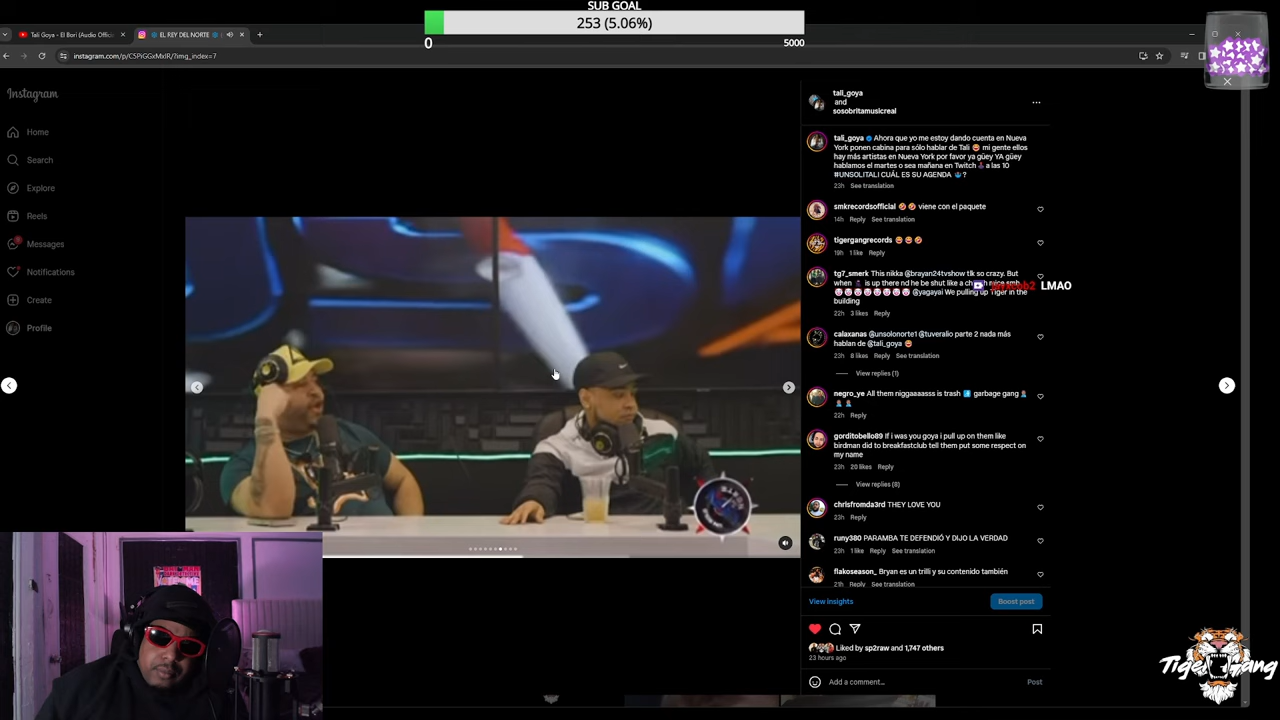 SUB GOAL
253 (5.06%)
0
5000
Tali Goya - El Bori (Audio Offici
EL REY DEL NORTE
instagram.com/p/C5PiGGxMxIR/?img_index=7
Instagram
Home
Search
Explore
Reels
Messages
Notifications
Create
Profile
tali_goya
and
sosobritamusicreal
tali_goya Ahora que yo me estoy dando cuenta en Nueva
York ponen cabina para sólo hablar de Tali 😂 mi gente ellos
hay más artistas en Nueva York por favor ya güey YA güey
hablamos el martes o sea mañana en Twitch a las 10
#UNSOLITALI CUÁL ES SU AGENDA ?
23h See translation
smkrecordsofficial 🤣 🤣 viene con el paquete
14h Reply See translation
tigergangrecords
19h 1 like Reply
tg7_smerk This nikka @brayan24tvshow tlk so crazy. But
when is up there nd he be shut like a
@yagayai We pulling up Tiger in the
building
LMAO
22h 3 likes Reply
calaxanas @unsolonorte1 @tuveralio parte 2 nada más
hablan de @tali_goya
23h 8 likes Reply See translation
View replies (1)
negro_ye All them niggaaaasss is trash garbage gang
22h Reply
gorditobello89 If i was you goya i pull up on them like
birdman did to breakfastclub tell them put some respect on
my name
23h 20 likes Reply
View replies (8)
chrisfromda3rd THEY LOVE YOU
23h Reply
runy380 PARAMBA TE DEFENDIÓ Y DIJO LA VERDAD
23h 1 like Reply See translation
flakoseason_ Bryan es un trilli y su contenido también
21h Reply See translation
View Insights
Boost post
Liked by sp2raw and 1,747 others
23 hours ago
Add a comment...
Post
Tiger Gang